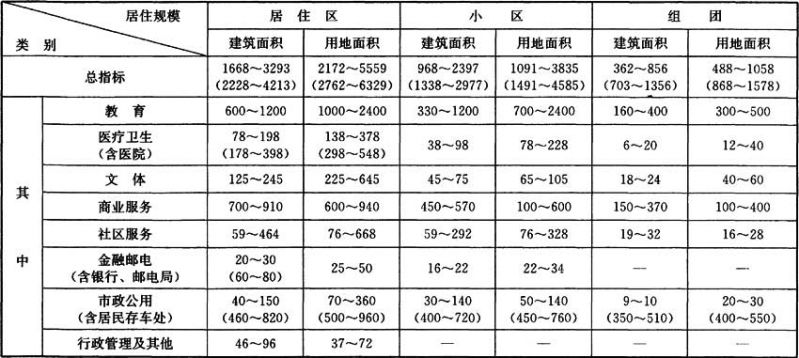 居住规模 居住区 小区 组团
类别 建筑面积 用地面积 建筑面积 用地面积 建筑面积 用地面积
总指标 1668～3293 2172～5559 968～2397 1091～3835 362～856 488～1058
(2228～4213) (2762～6329) (1338～2977) (1491～4585) (703～1356) (868～1578)
其中
教育 600～1200 1000～2400 330～1200 700～2400 160～400 300～500
医疗卫生 78～198 138～378 38～98 78～228 6～20 12～40
(含医院) (178～398) (298～548)
文体 125～245 225～645 45～75 65～105 18～24 40～60
商业服务 700～910 600～940 450～570 100～600 150～370 100～400
社区服务 59～464 76～668 59～292 76～328 19～32 16～28
金融邮电 20～30 25～50 16～22 22～34 — —
(含银行、邮电局) (60～80)
市政公用 40～150 70～360 30～140 50～140 9～10 20～30
(含居民存车处) (460～820) (500～960) (400～720) (450～760) (350～510) (400～550)
行政管理及其他 46～96 37～72 — — — —